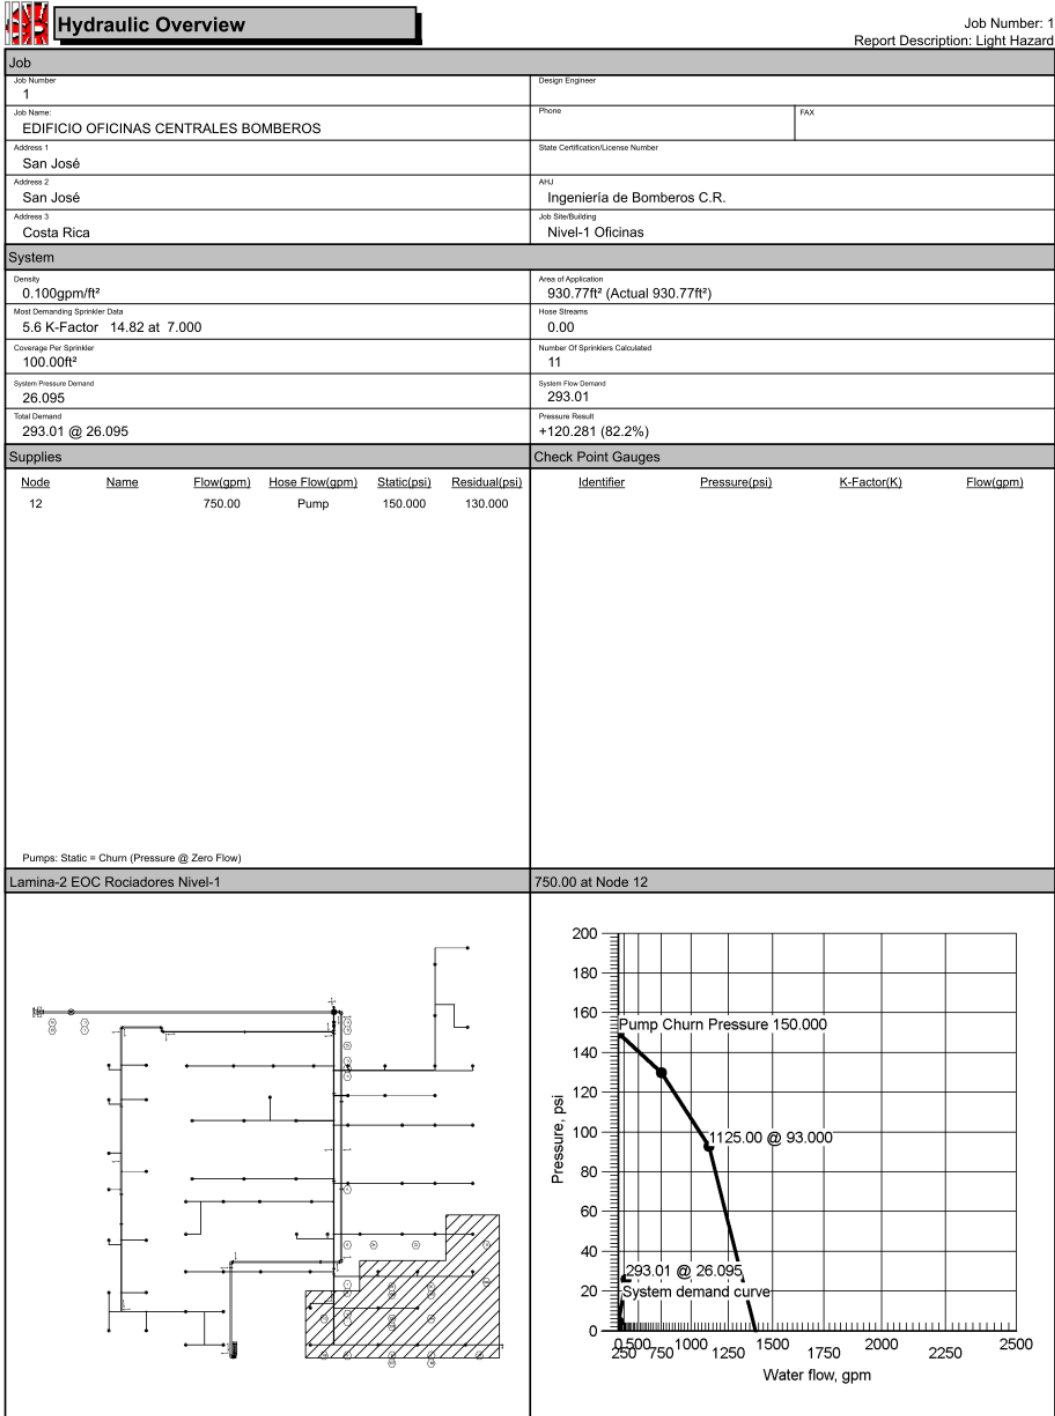 Hydraulic Overview
Job Number: 1
Report Description: Light Hazard
Job
Job Number
1
Design Engineer
Job Name:
EDIFICIO OFICINAS CENTRALES BOMBEROS
Phone
FAX
Address 1
San José
State Certification/License Number
Address 2
San José
AHJ
Ingeniería de Bomberos C.R.
Address 3
Costa Rica
Job Site/Building
Nivel-1 Oficinas
System
Density
0.100gpm/ft²
Area of Application
930.77ft² (Actual 930.77ft²)
Most Demanding Sprinkler Data
5.6 K-Factor 14.82 at 7.000
Hose Streams
0.00
Coverage Per Sprinkler
100.00ft²
Number Of Sprinklers Calculated
11
System Pressure Demand
26.095
System Flow Demand
293.01
Total Demand
293.01 @ 26.095
Pressure Result
+120.281 (82.2%)
Supplies
Check Point Gauges
Node Name Flow(gpm) Hose Flow(gpm) Static(psi) Residual(psi)
12 750.00 Pump 150.000 130.000
Identifier Pressure(psi) K-Factor(K) Flow(gpm)
Pumps: Static = Churn (Pressure @ Zero Flow)
Lamina-2 EOC Rociadores Nivel-1
750.00 at Node 12
200
180
160
Pump Churn Pressure 150.000
140
120
100
1125.00 @ 93.000
80
60
40
293.01 @ 26.095
20
System demand curve
0
Pressure, psi
0 500 1000 1500 2000 2500
250 750 1250 1750 2250
Water flow, gpm